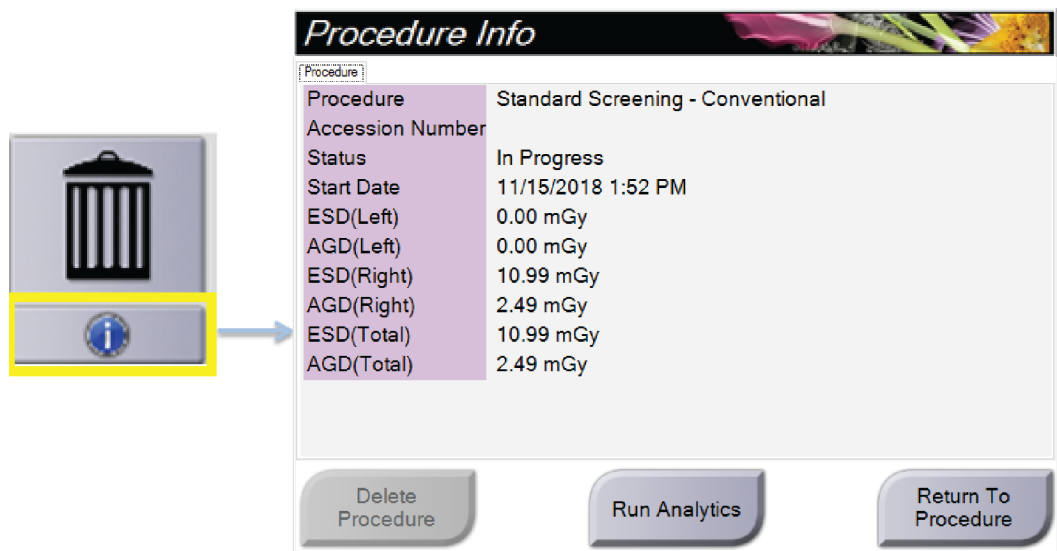 Procedure Info
Procedure
Procedure Standard Screening - Conventional
Accession Number
Status In Progress
Start Date 11/15/2018 1:52 PM
ESD(Left) 0.00 mGy
AGD(Left) 0.00 mGy
ESD(Right) 10.99 mGy
AGD(Right) 2.49 mGy
ESD(Total) 10.99 mGy
AGD(Total) 2.49 mGy
Delete
Procedure
Run Analytics
Return To
Procedure